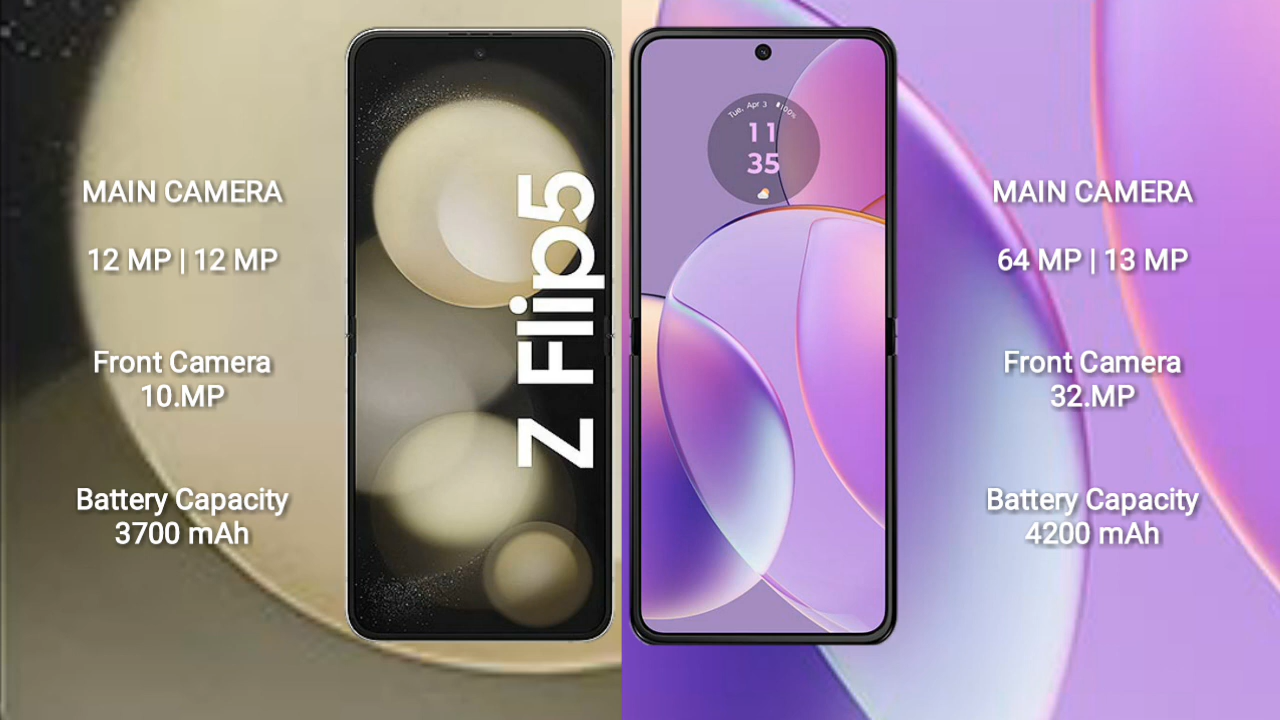 MAIN CAMERA
12 MP | 12 MP
Front Camera
10.MP
Battery Capacity
3700 mAh
Z Flip5
Tue, Apr 3 100%
11
35
MAIN CAMERA
64 MP | 13 MP
Front Camera
32.MP
Battery Capacity
4200 mAh